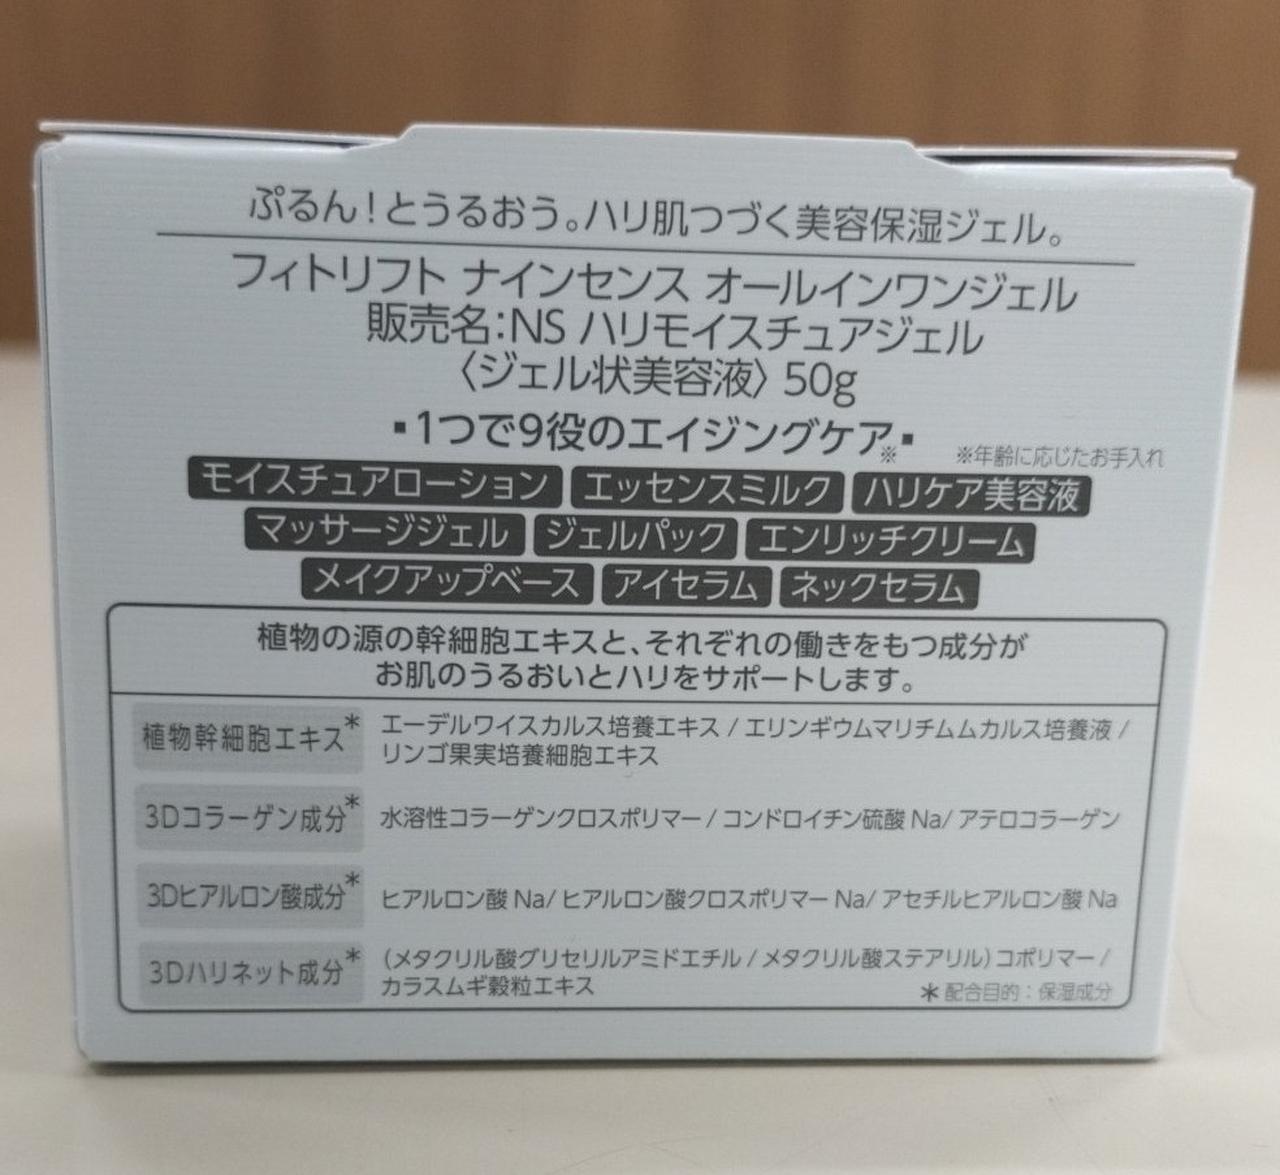 ぷるん!とうるおう。ハリ肌つづく美容保湿ジェル。
フィトリフト ナインセンス オールインワンジェル
販売名:NS ハリモイスチュアジェル
〈ジェル状美容液〉 50g
▪1つで9役のエイジングケア※▪ ※年齢に応じたお手入れ
モイスチュアローション エッセンスミルク ハリケア美容液
マッサージジェル ジェルパック エンリッチクリーム
メイクアップベース アイセラム ネックセラム
植物の源の幹細胞エキスと、それぞれの働きをもつ成分が
お肌のうるおいとハリをサポートします。
植物幹細胞エキス* エーデルワイスカルス培養エキス / エリンギウムマリチムムカルス培養液 /
リンゴ果実培養細胞エキス
3Dコラーゲン成分* 水溶性コラーゲンクロスポリマー / コンドロイチン硫酸 Na/ アテロコラーゲン
3Dヒアルロン酸成分* ヒアルロン酸 Na/ ヒアルロン酸クロスポリマー Na/ アセチルヒアルロン酸 Na
3Dハリネット成分* (メタクリル酸グリセリルアミドエチル / メタクリル酸ステアリル) コポリマー /
カラスムギ穀粒エキス
* 配合目的 : 保湿成分